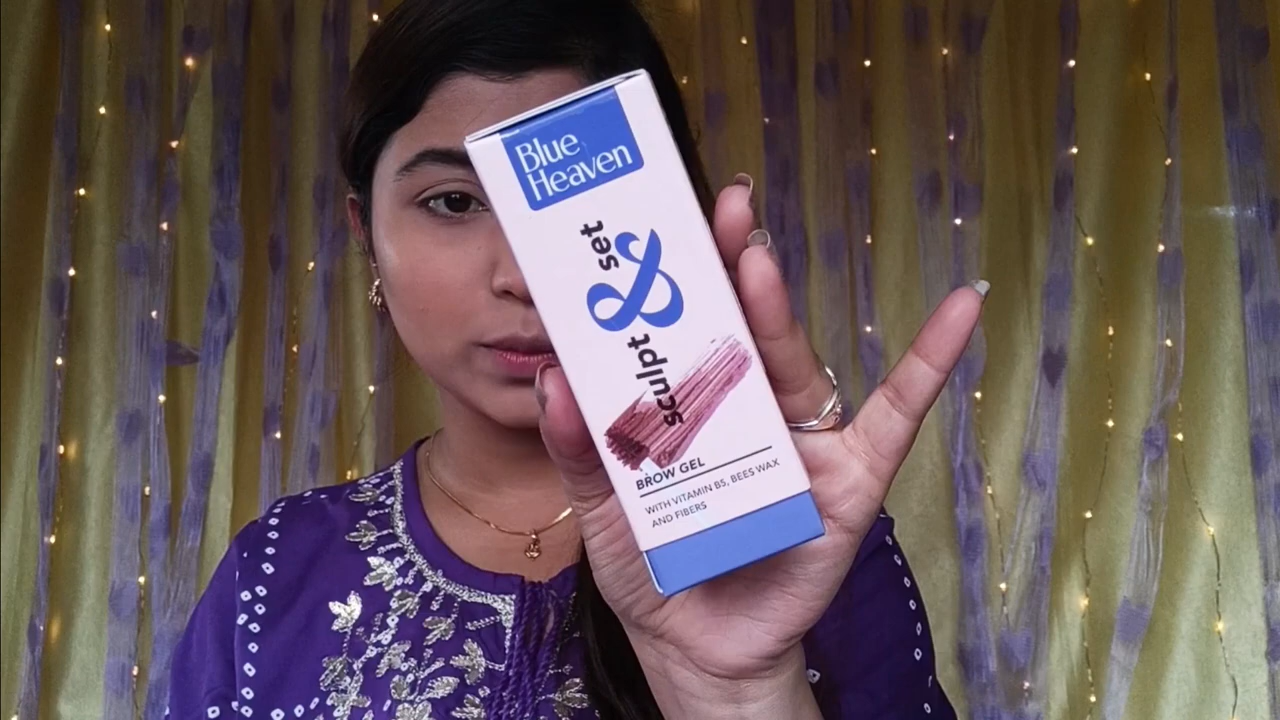 Blue
Heaven
sculpt & set
BROW GEL
WITH VITAMIN B5, BEES WAX
AND FIBERS